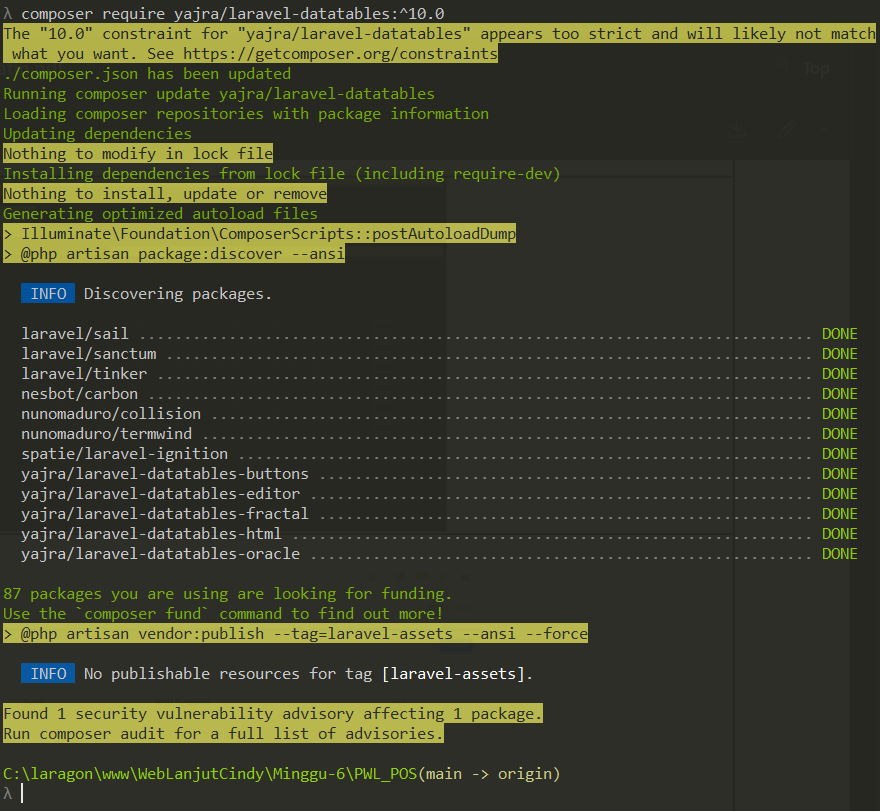 λ composer require yajra/laravel-datatables:^10.0
The "10.0" constraint for "yajra/laravel-datatables" appears too strict and will likely not match
 what you want. See https://getcomposer.org/constraints
./composer.json has been updated
Running composer update yajra/laravel-datatables
Loading composer repositories with package information
Updating dependencies
Nothing to modify in lock file
Installing dependencies from lock file (including require-dev)
Nothing to install, update or remove
Generating optimized autoload files
> Illuminate\Foundation\ComposerScripts::postAutoloadDump
> @php artisan package:discover --ansi
INFO  Discovering packages.
laravel/sail ........................................................................... DONE
laravel/sanctum ........................................................................ DONE
laravel/tinker ......................................................................... DONE
nesbot/carbon .......................................................................... DONE
nunomaduro/collision ................................................................... DONE
nunomaduro/termwind .................................................................... DONE
spatie/laravel-ignition ................................................................ DONE
yajra/laravel-datatables-buttons ....................................................... DONE
yajra/laravel-datatables-editor ........................................................ DONE
yajra/laravel-datatables-fractal ....................................................... DONE
yajra/laravel-datatables-html .......................................................... DONE
yajra/laravel-datatables-oracle ........................................................ DONE
87 packages you are using are looking for funding.
Use the `composer fund` command to find out more!
> @php artisan vendor:publish --tag=laravel-assets --ansi --force
INFO  No publishable resources for tag [laravel-assets].
Found 1 security vulnerability advisory affecting 1 package.
Run composer audit for a full list of advisories.
C:\laragon\www\WebLanjutCindy\Minggu-6\PWL_POS(main -> origin)
λ
Top